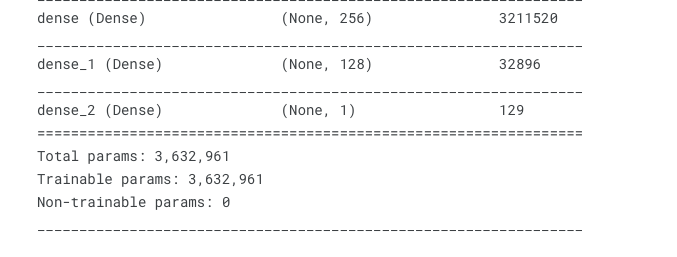 dense (Dense) (None, 256) 3211520
dense_1 (Dense) (None, 128) 32896
dense_2 (Dense) (None, 1) 129
=================================================================
Total params: 3,632,961
Trainable params: 3,632,961
Non-trainable params: 0
_________________________________________________________________